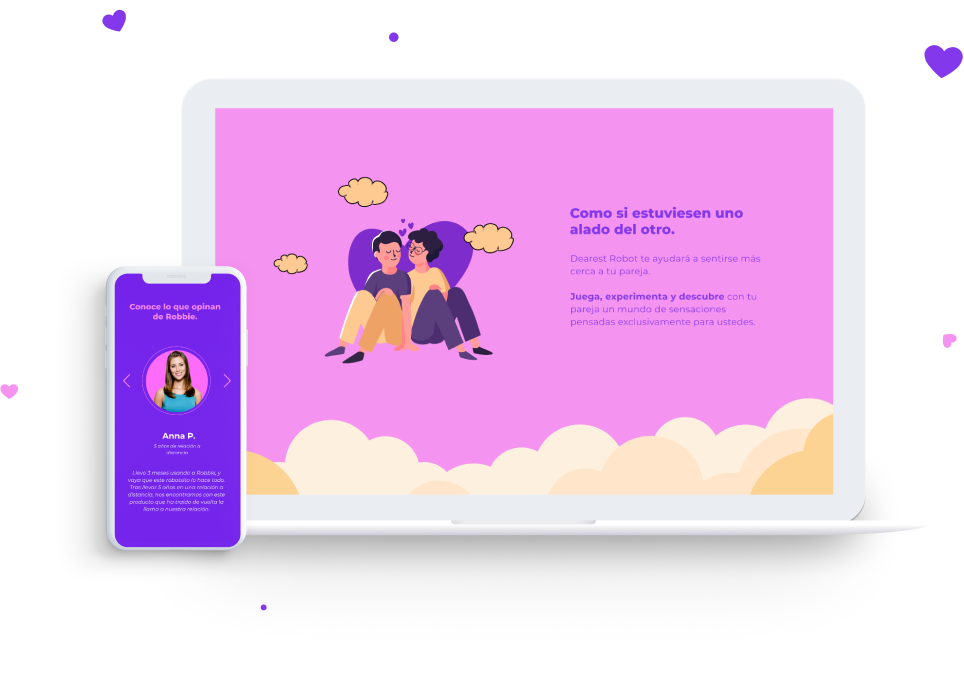 Como si estuviesen uno
alado del otro.
Dearest Robot te ayudará a sentirse más
cerca a tu pareja.
Juega, experimenta y descubre con tu
pareja un mundo de sensaciones
pensadas exclusivamente para ustedes.
Conoce lo que opinan
de Robbie.
Anna P.
5 años de relación a
distancia
Llevo 3 meses usando a Robbie, y
vaya que este robotsito lo hace todo.
Tras llevar 5 años en una relación a
distancia, nos encontramos con este
producto que ha traído de vuelta la
llama a nuestra relación.